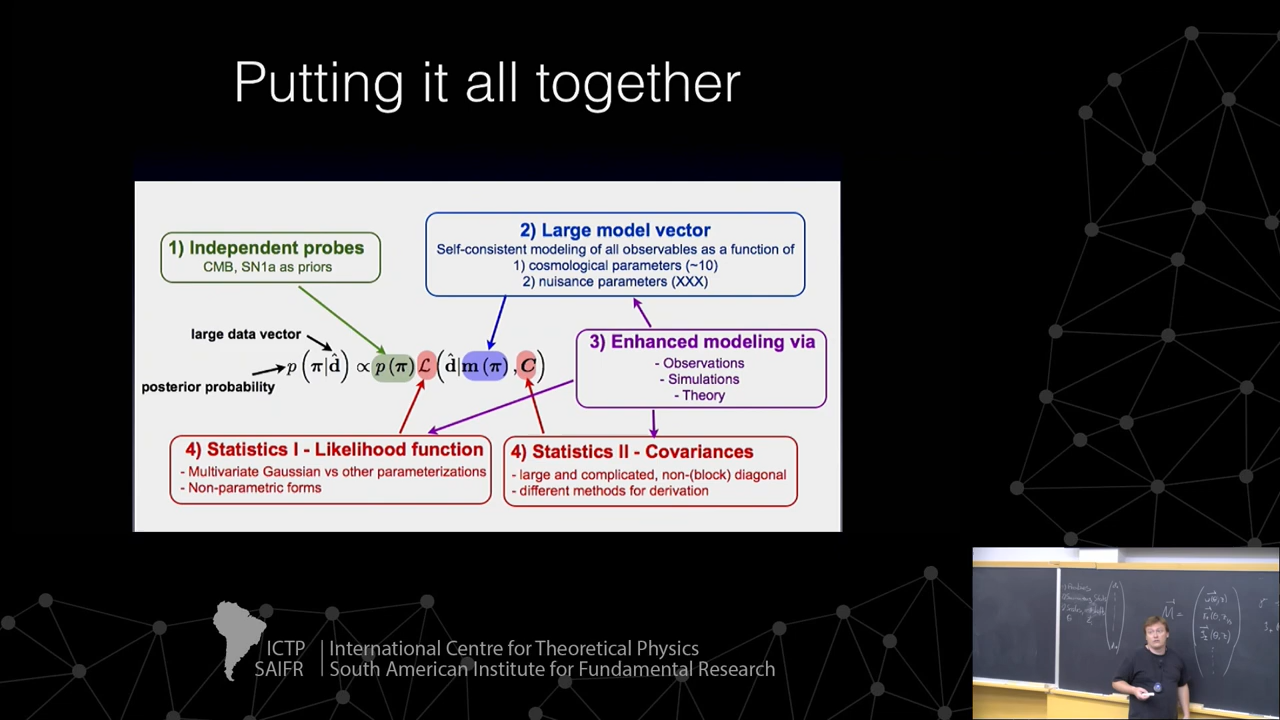 Putting it all together
1) Independent probes
CMB, SN1a as priors
2) Large model vector
Self-consistent modeling of all observables as a function of
1) cosmological parameters (~10)
2) nuisance parameters (XXX)
large data vector
posterior probability
p(π|d̂) ∝ p(π) ℒ(d̂|m(π), C)
3) Enhanced modeling via
- Observations
- Simulations
- Theory
4) Statistics I - Likelihood function
- Multivariate Gaussian vs other parameterizations
- Non-parametric forms
4) Statistics II - Covariances
- large and complicated, non-(block) diagonal
- different methods for derivation
ICTP
SAIFR
International Centre for Theoretical Physics
South American Institute for Fundamental Research